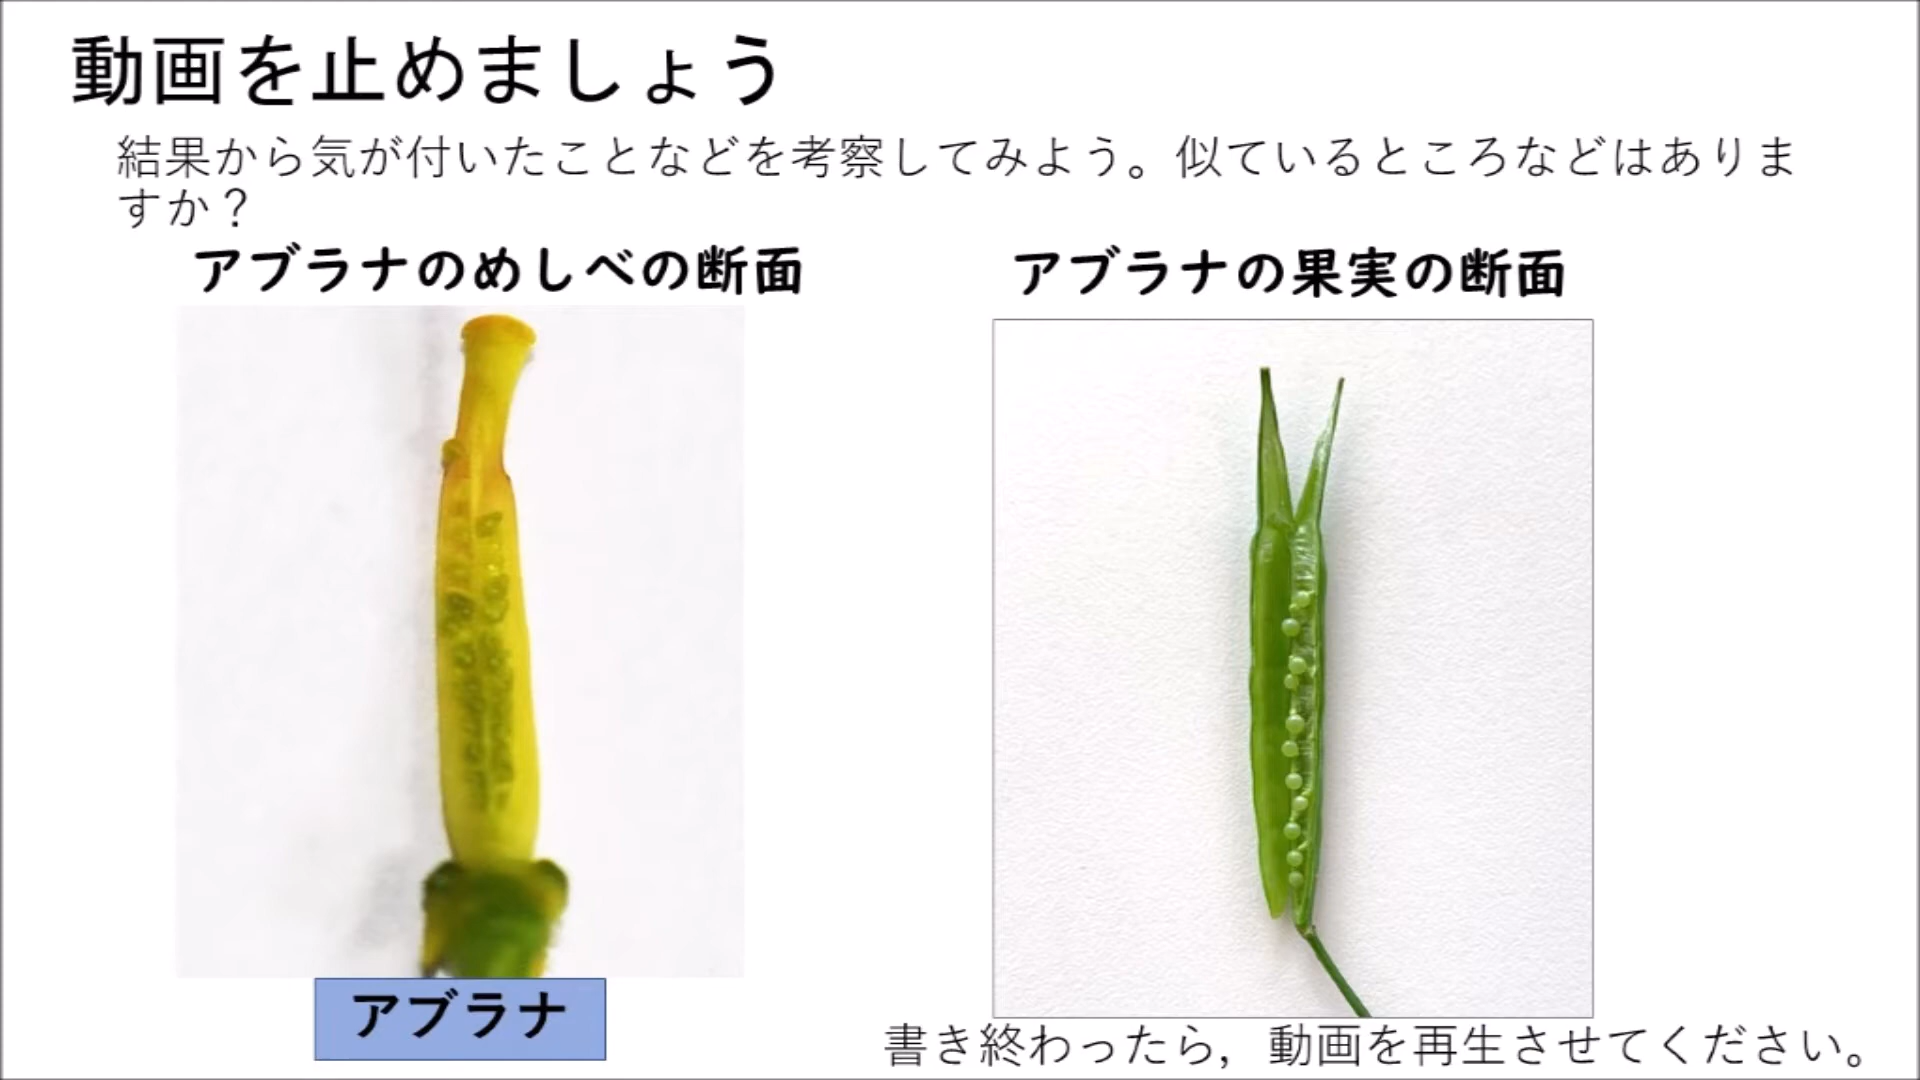 動画を止めましょう
結果から気が付いたことなどを考察してみよう。似ているところなどはありま
すか？
アブラナのめしべの断面
アブラナの果実の断面
アブラナ
書き終わったら，動画を再生させてください。